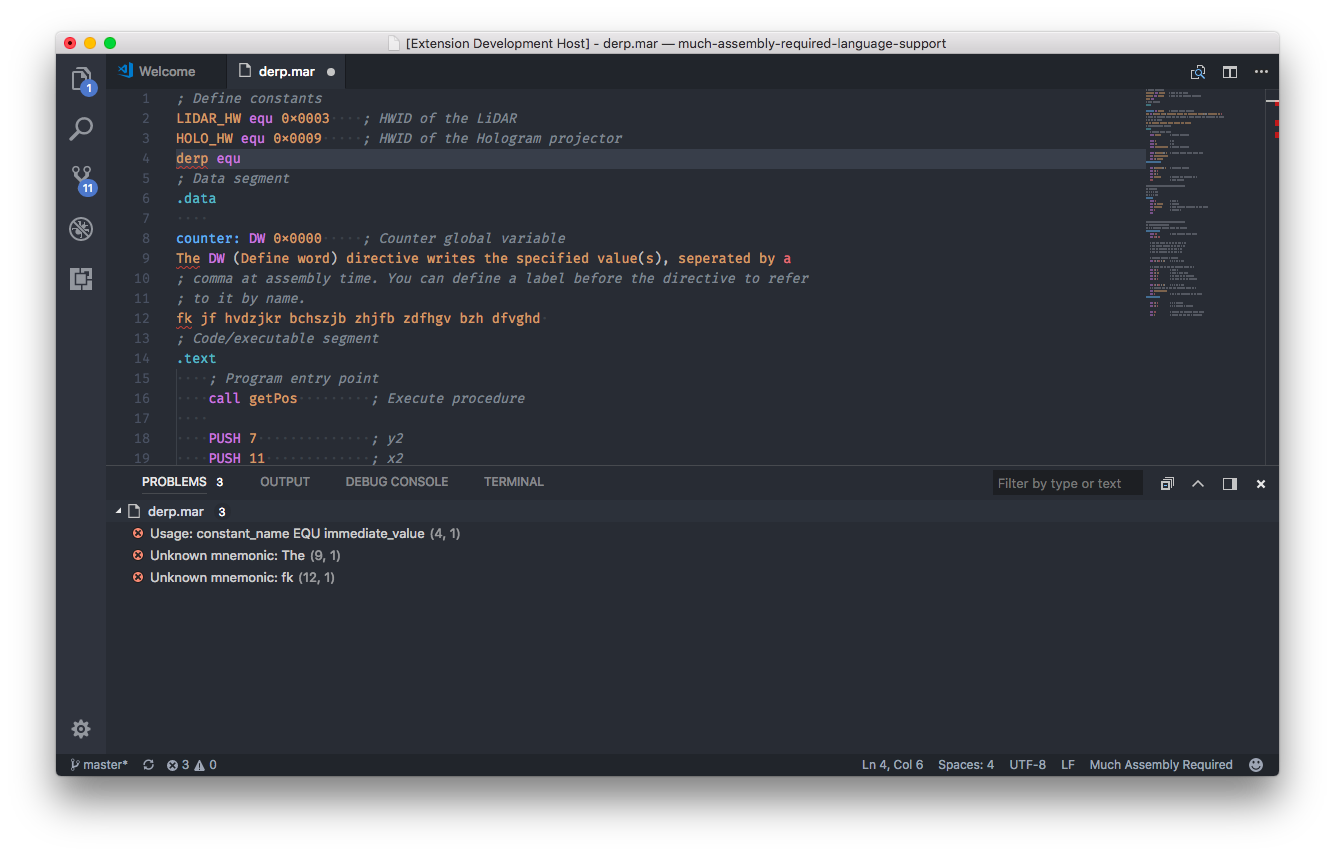 [Extension Development Host] - derp.mar — much-assembly-required-language-support
Welcome
derp.mar
1
11
1 ; Define constants
2 LIDAR_HW equ 0×0003 ; HWID of the LiDAR
3 HOLO_HW equ 0×0009 ; HWID of the Hologram projector
4 derp equ
5 ; Data segment
6 .data
7
8 counter: DW 0×0000 ; Counter global variable
9 The DW (Define word) directive writes the specified value(s), seperated by a
10 ; comma at assembly time. You can define a label before the directive to refer
11 ; to it by name.
12 fk jf hvdzjkr bchszjb zhjfb zdfhgv bzh dfvghd
13 ; Code/executable segment
14 .text
15 ; Program entry point
16 call getPos ; Execute procedure
17
18 PUSH 7 ; y2
19 PUSH 11 ; x2
PROBLEMS 3 OUTPUT DEBUG CONSOLE TERMINAL Filter by type or text
derp.mar 3
Usage: constant_name EQU immediate_value (4, 1)
Unknown mnemonic: The (9, 1)
Unknown mnemonic: fk (12, 1)
master* 3 0 Ln 4, Col 6 Spaces: 4 UTF-8 LF Much Assembly Required